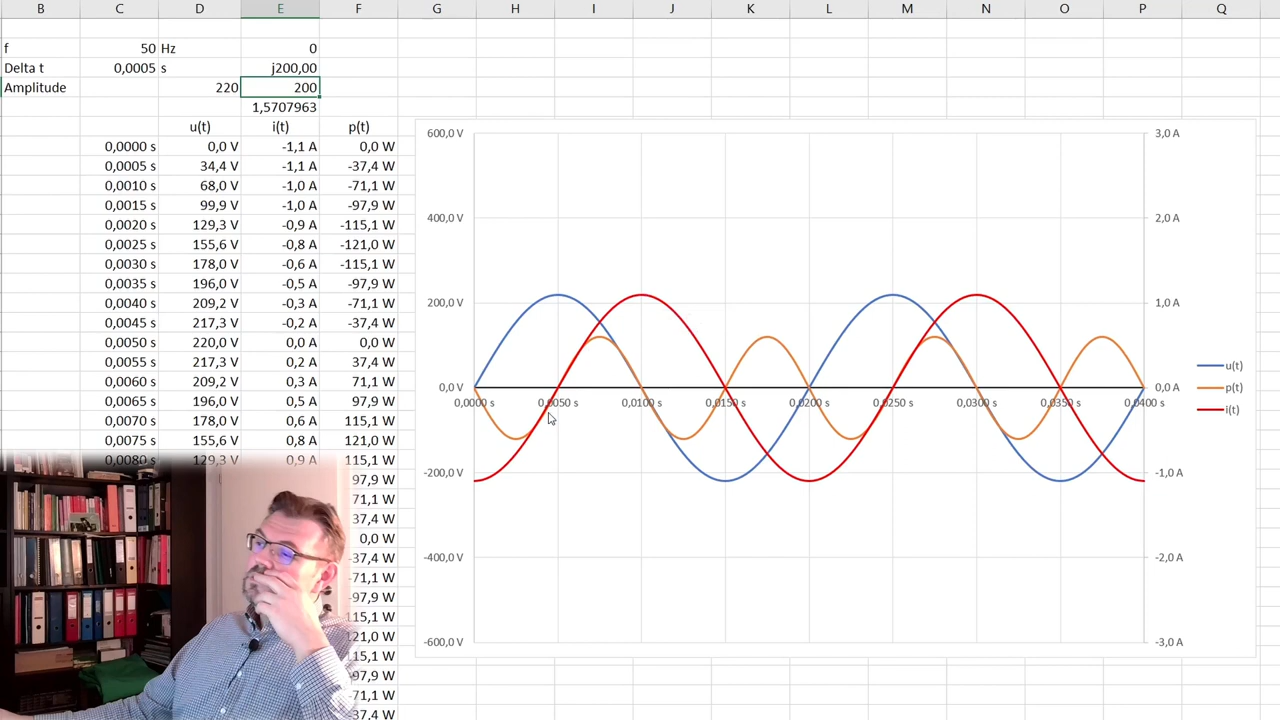 B C D E F G H I J K L M N O P Q
f 50 Hz 0
Delta t 0,0005 s j200,00
Amplitude 220 200
1,5707963
u(t) i(t) p(t)
0,0000 s 0,0 V -1,1 A 0,0 W
0,0005 s 34,4 V -1,1 A -37,4 W
0,0010 s 68,0 V -1,0 A -71,1 W
0,0015 s 99,9 V -1,0 A -97,9 W
0,0020 s 129,3 V -0,9 A -115,1 W
0,0025 s 155,6 V -0,8 A -121,0 W
0,0030 s 178,0 V -0,6 A -115,1 W
0,0035 s 196,0 V -0,5 A -97,9 W
0,0040 s 209,2 V -0,3 A -71,1 W
0,0045 s 217,3 V -0,2 A -37,4 W
0,0050 s 220,0 V 0,0 A 0,0 W
0,0055 s 217,3 V 0,2 A 37,4 W
0,0060 s 209,2 V 0,3 A 71,1 W
0,0065 s 196,0 V 0,5 A 97,9 W
0,0070 s 178,0 V 0,6 A 115,1 W
0,0075 s 155,6 V 0,8 A 121,0 W
0,0080 s 129,3 V 0,9 A 115,1 W
97,9 W
71,1 W
37,4 W
0,0 W
-37,4 W
-71,1 W
-97,9 W
115,1 W
121,0 W
115,1 W
-97,9 W
-71,1 W
-37,4 W
600,0 V
400,0 V
200,0 V
0,0 V
-200,0 V
-400,0 V
-600,0 V
0,0000 s 0,0050 s 0,0100 s 0,0150 s 0,0200 s 0,0250 s 0,0300 s 0,0350 s 0,0400 s
3,0 A
2,0 A
1,0 A
0,0 A
-1,0 A
-2,0 A
-3,0 A
u(t)
p(t)
i(t)